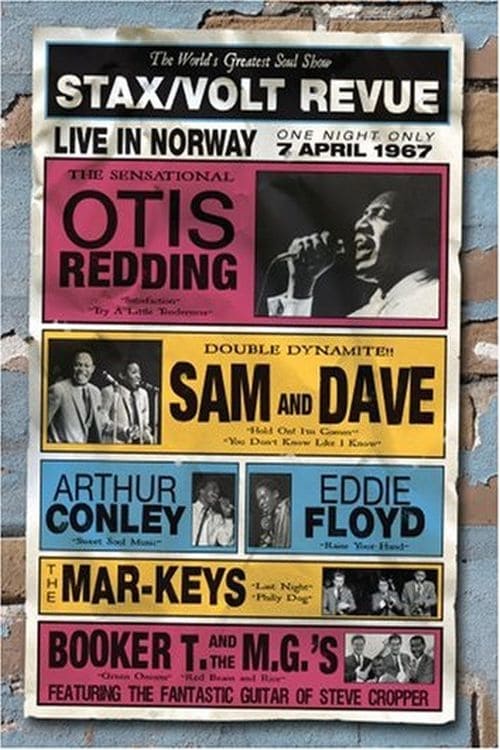 The World's Greatest Soul Show
STAX/VOLT REVUE
LIVE IN NORWAY
ONE NIGHT ONLY
7 APRIL 1967
THE SENSATIONAL
OTIS
REDDING
"Satisfaction"
"Try A Little Tenderness"
DOUBLE DYNAMITE!!
SAM AND DAVE
"Hold On! I'm Comin'"
"You Don't Know Like I Know"
ARTHUR
CONLEY
"Sweet Soul Music"
EDDIE
FLOYD
"Raise Your Hand"
THE MAR-KEYS
"Last Night"
"Philly Dog"
BOOKER T. AND THE M.G.'S
"Green Onions" "Red Beans and Rice"
FEATURING THE FANTASTIC GUITAR OF STEVE CROPPER